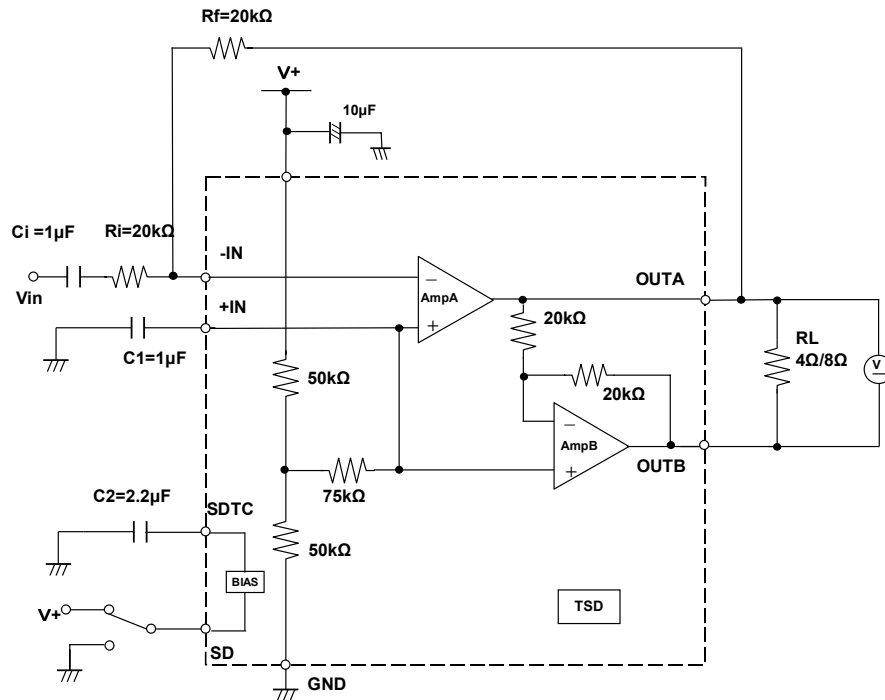 Rf=20kΩ
V+
10µF
Ci =1µF
Ri=20kΩ
-IN
Vin
+IN
AmpA
OUTA
C1=1µF
20kΩ
RL
4Ω/8Ω
V
50kΩ
20kΩ
AmpB
OUTB
75kΩ
C2=2.2µF
SDTC
50kΩ
BIAS
TSD
V+
SD
GND